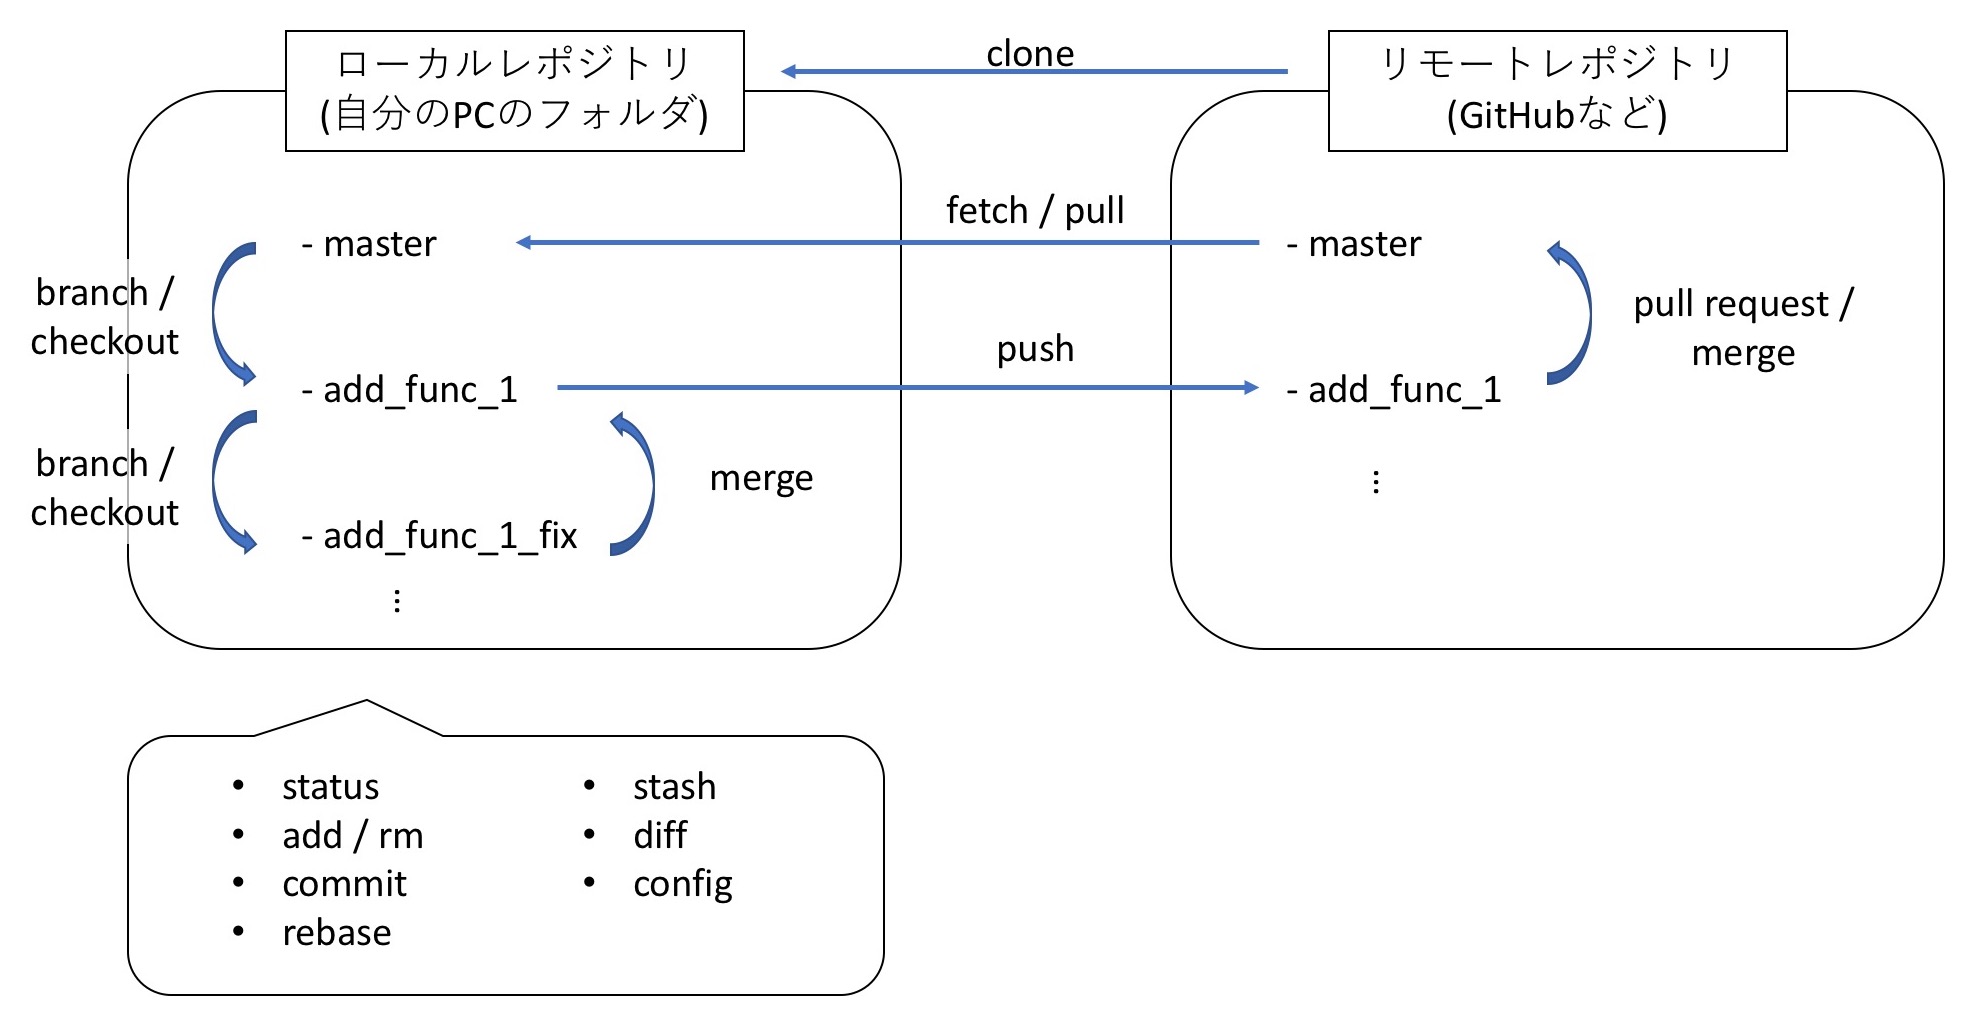 ローカルレポジトリ
(自分のPCのフォルダ)
clone
リモートレポジトリ
(GitHubなど)
fetch / pull
- master
- master
branch /
checkout
pull request /
merge
push
- add_func_1
- add_func_1
branch /
checkout
merge
⋮
- add_func_1_fix
⋮
• status
• add / rm
• commit
• rebase
• stash
• diff
• config